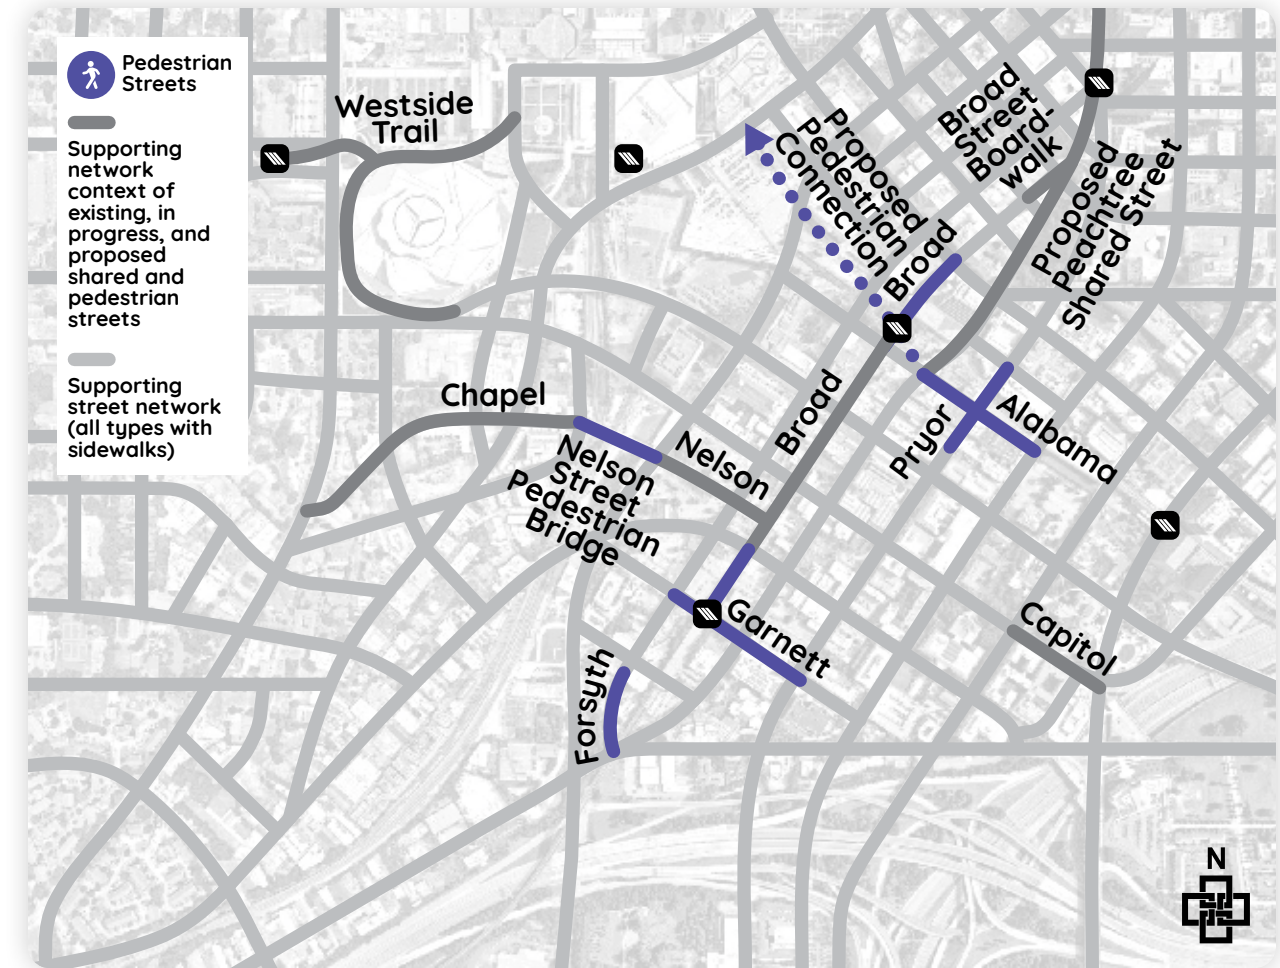 Pedestrian
Streets
Supporting
network
context of
existing, in
progress, and
proposed
shared and
pedestrian
streets
Supporting
street network
(all types with
sidewalks)
Westside
Trail
Proposed
Pedestrian
Connection
Broad
Broad
Street
Board-
walk
Proposed
Peachtree
Shared Street
Chapel
Nelson
Street
Pedestrian
Bridge
Nelson
Broad
Pryor
Alabama
Garnett
Forsyth
Capitol
N